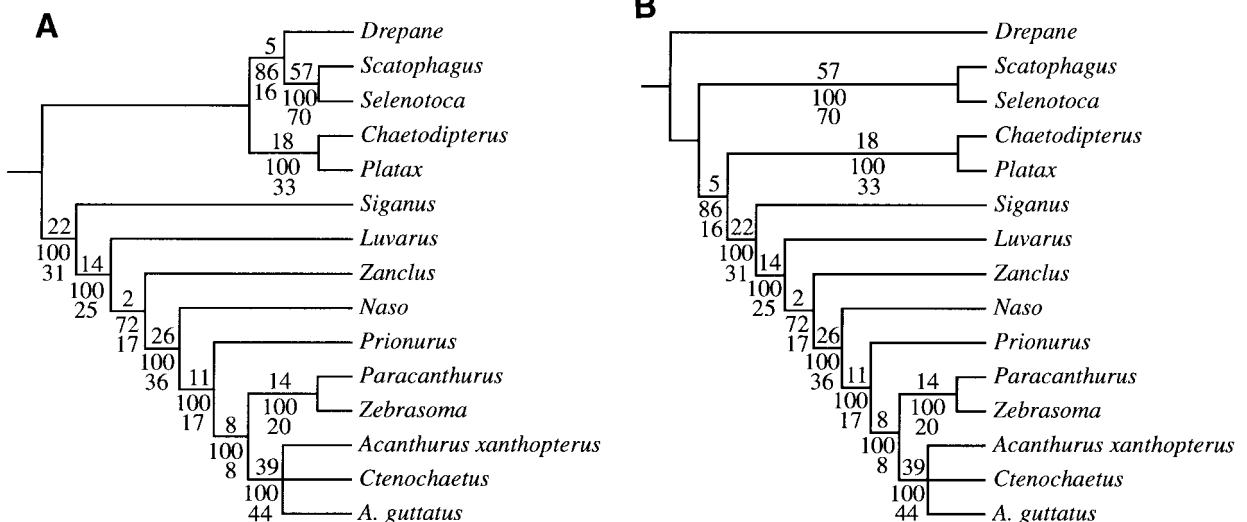 A
5
Drepane
86
57
Scatophagus
16
100
Selenotoca
70
18
Chaetodipterus
100
Platax
33
Siganus
22
100
Luvarus
31
14
100
Zanclus
25
2
72
Naso
17
26
100
Prionurus
36
11
14
Paracanthurus
100
100
Zebrasoma
17
8
20
100
Acanthurus xanthopterus
8
39
Ctenochaetus
100
44
A. guttatus
B
Drepane
57
Scatophagus
100
Selenotoca
70
18
Chaetodipterus
100
Platax
33
5
Siganus
86
16
22
Luvarus
100
31
14
Zanclus
100
25
2
Naso
72
17
26
Prionurus
100
36
11
14
Paracanthurus
100
100
Zebrasoma
17
8
20
100
Acanthurus xanthopterus
8
39
Ctenochaetus
100
44
A. guttatus